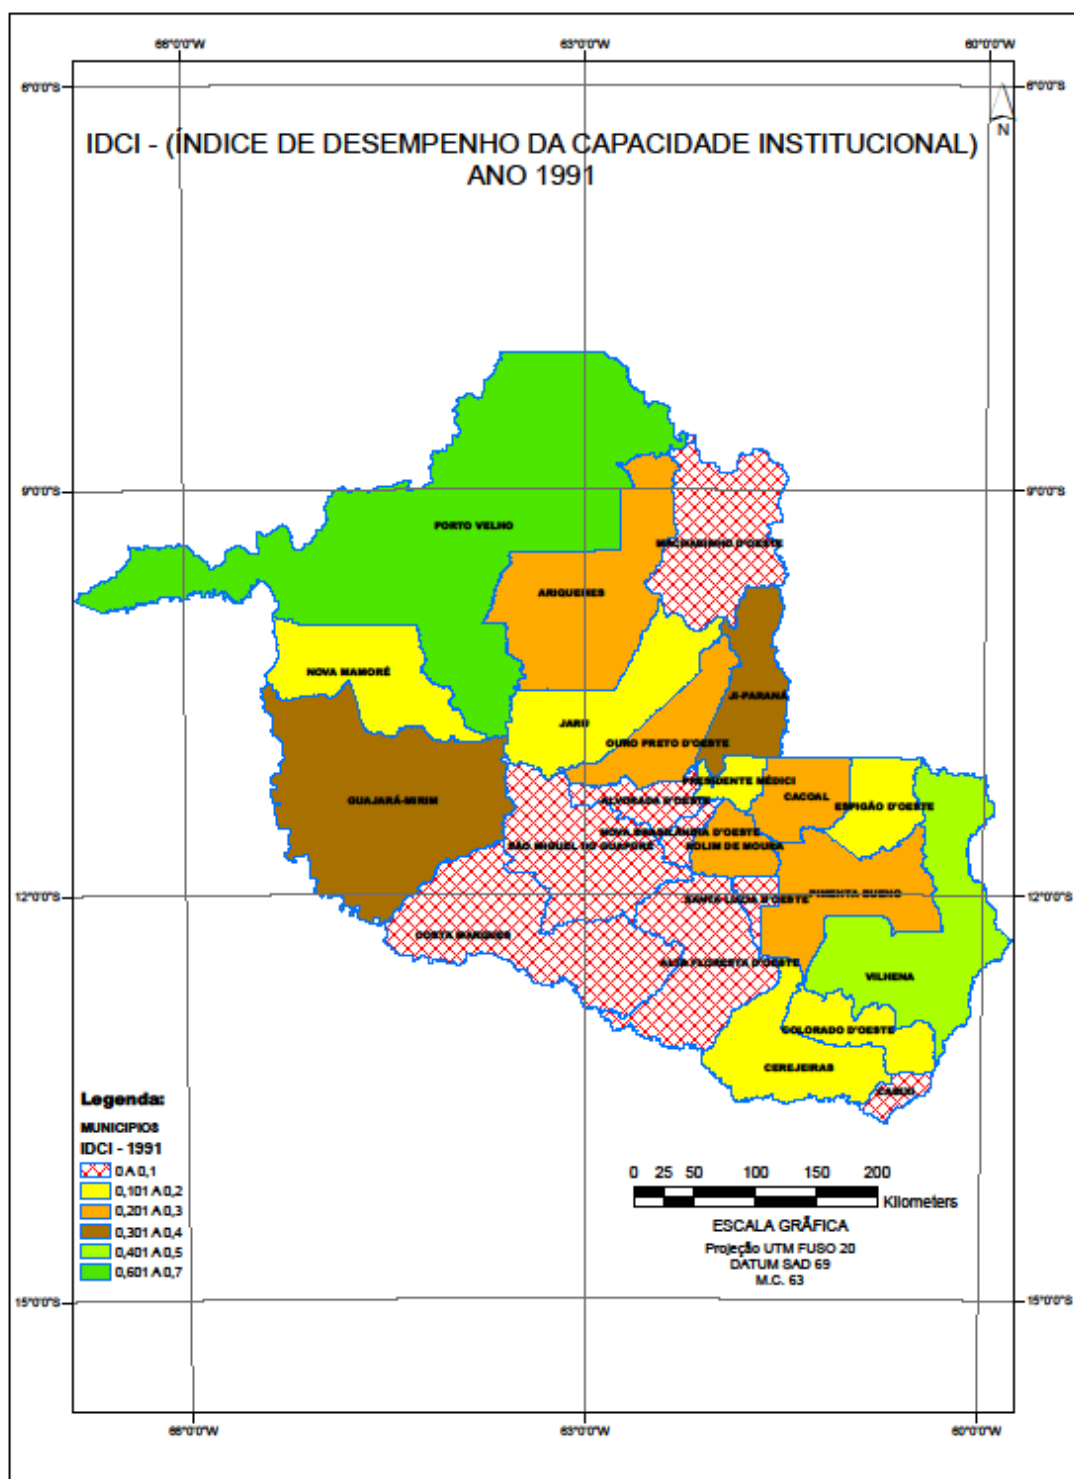 66°0'0"W 63°0'0"W 60°0'0"W
6°0'0"S 6°0'0"S
N
IDCI - (ÍNDICE DE DESEMPENHO DA CAPACIDADE INSTITUCIONAL)
ANO 1991
9°0'0"S 9°0'0"S
PORTO VELHO
MACHADINHO D'OESTE
ARIQUEMES
NOVA MAMORÉ
JI-PARANÁ
JARU
OURO PRETO D'OESTE
PRESIDENTE MÉDICI
GUAJARÁ-MIRIM
ALVORADA D'OESTE
CACOAL
ESPIGÃO D'OESTE
NOVA BRASILÂNDIA D'OESTE
SÃO MIGUEL DO GUAPORÉ
ROLIM DE MOURA
12°0'0"S 12°0'0"S
PIMENTA BUENO
SANTA LUZIA D'OESTE
COSTA MARQUES
ALTA FLORESTA D'OESTE
VILHENA
COLORADO D'OESTE
CEREJEIRAS
CABIXI
Legenda:
MUNICIPIOS
IDCI - 1991
0 A 0,1
0,101 A 0,2
0,201 A 0,3
0,301 A 0,4
0,401 A 0,5
0,601 A 0,7
0 25 50 100 150 200
Kilometers
ESCALA GRÃFICA
Projeção UTM FUSO 20
DATUM SAD 69
M.C. 63
15°0'0"S 15°0'0"S
66°0'0"W 63°0'0"W 60°0'0"W